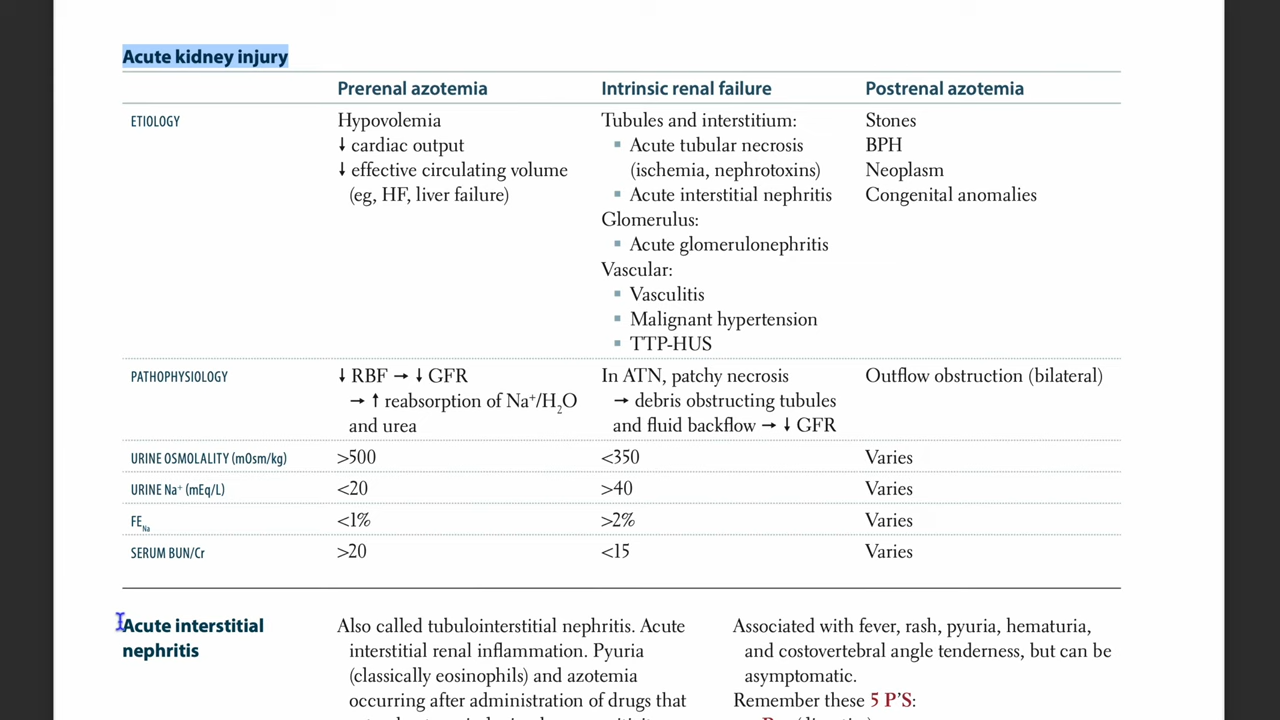 Acute kidney injury
Prerenal azotemia Intrinsic renal failure Postrenal azotemia
ETIOLOGY
Hypovolemia
↓ cardiac output
↓ effective circulating volume
(eg, HF, liver failure)
Tubules and interstitium:
▪ Acute tubular necrosis
(ischemia, nephrotoxins)
▪ Acute interstitial nephritis
Glomerulus:
▪ Acute glomerulonephritis
Vascular:
▪ Vasculitis
▪ Malignant hypertension
▪ TTP-HUS
Stones
BPH
Neoplasm
Congenital anomalies
PATHOPHYSIOLOGY
↓ RBF → ↓ GFR
→ ↑ reabsorption of Na⁺/H₂O
and urea
In ATN, patchy necrosis
→ debris obstructing tubules
and fluid backflow → ↓ GFR
Outflow obstruction (bilateral)
URINE OSMOLALITY (mOsm/kg) >500 <350 Varies
URINE Na⁺ (mEq/L) <20 >40 Varies
FENa <1% >2% Varies
SERUM BUN/Cr >20 <15 Varies
Acute interstitial
nephritis
Also called tubulointerstitial nephritis. Acute
interstitial renal inflammation. Pyuria
(classically eosinophils) and azotemia
occurring after administration of drugs that
Associated with fever, rash, pyuria, hematuria,
and costovertebral angle tenderness, but can be
asymptomatic.
Remember these 5 P'S: